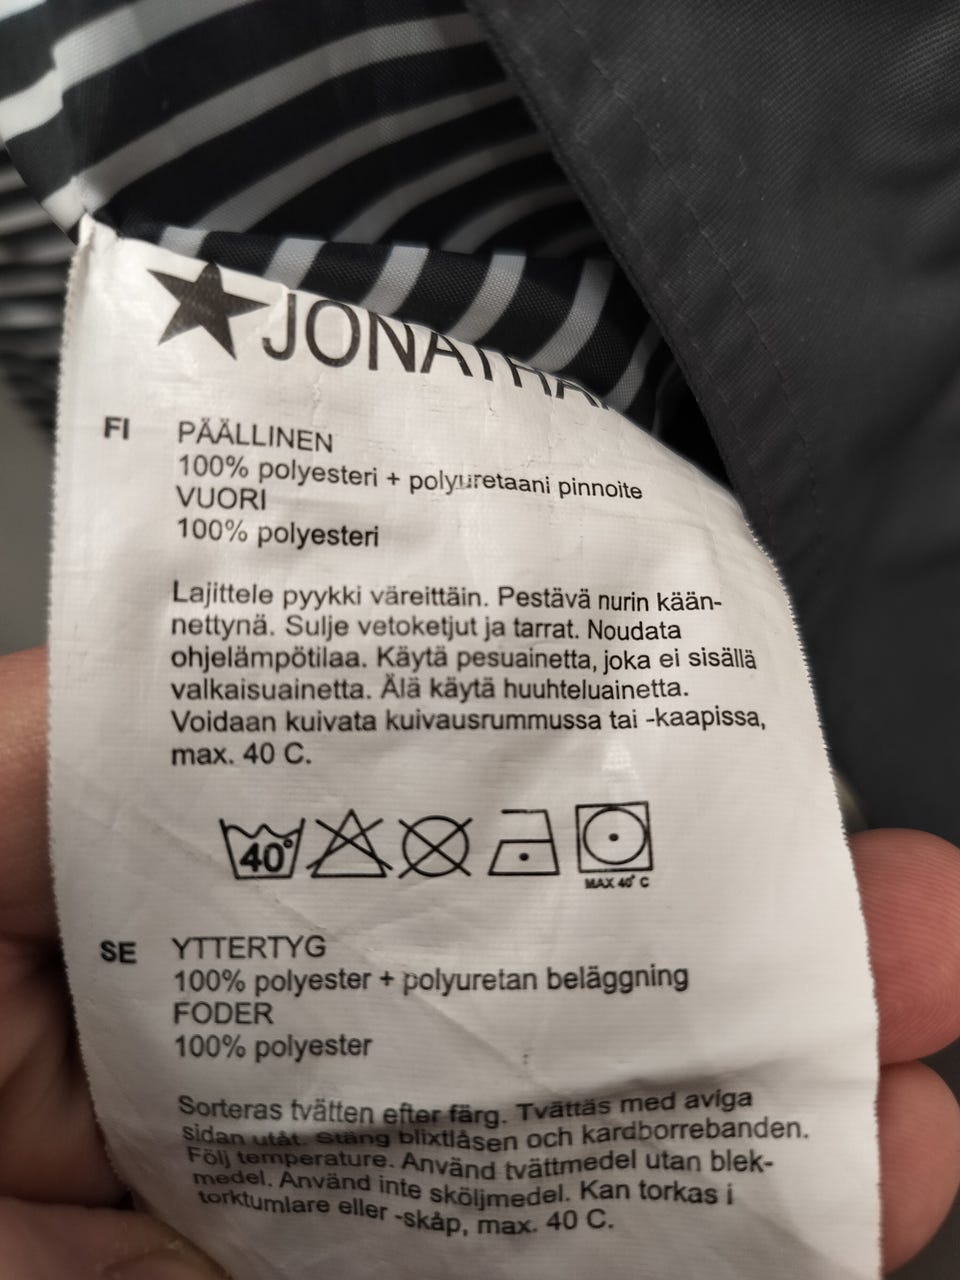 ★JONATHA
FI PÄÄLLINEN
100% polyesteri + polyuretaani pinnoite
VUORI
100% polyesteri
Lajittele pyykki väreittäin. Pestävä nurin kään-
nettynä. Sulje vetoketjut ja tarrat. Noudata
ohjelämpötilaa. Käytä pesuainetta, joka ei sisällä
valkaisuainetta. Älä käytä huuhteluainetta.
Voidaan kuivata kuivausrummussa tai -kaapissa,
max. 40 C.
40°
MAX 40° C
SE YTTERTYG
100% polyester + polyuretan beläggning
FODER
100% polyester
Sorteras tvätten efter färg. Tvättäs med aviga
sidan utåt. Stäng blixtlåsen och kardborrebanden.
Följ temperature. Använd tvättmedel utan blek-
medel. Använd inte sköljmedel. Kan torkas i
torktumlare eller -skåp, max. 40 C.